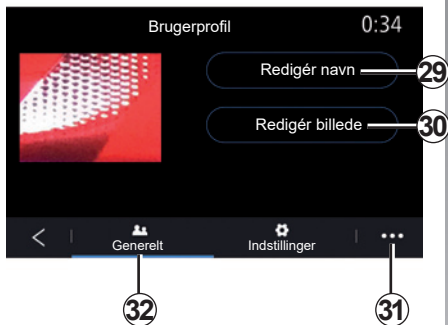 Brugerprofil 0:34
Redigér navn 29
Redigér billede 30
Generelt Indstillinger
32 31